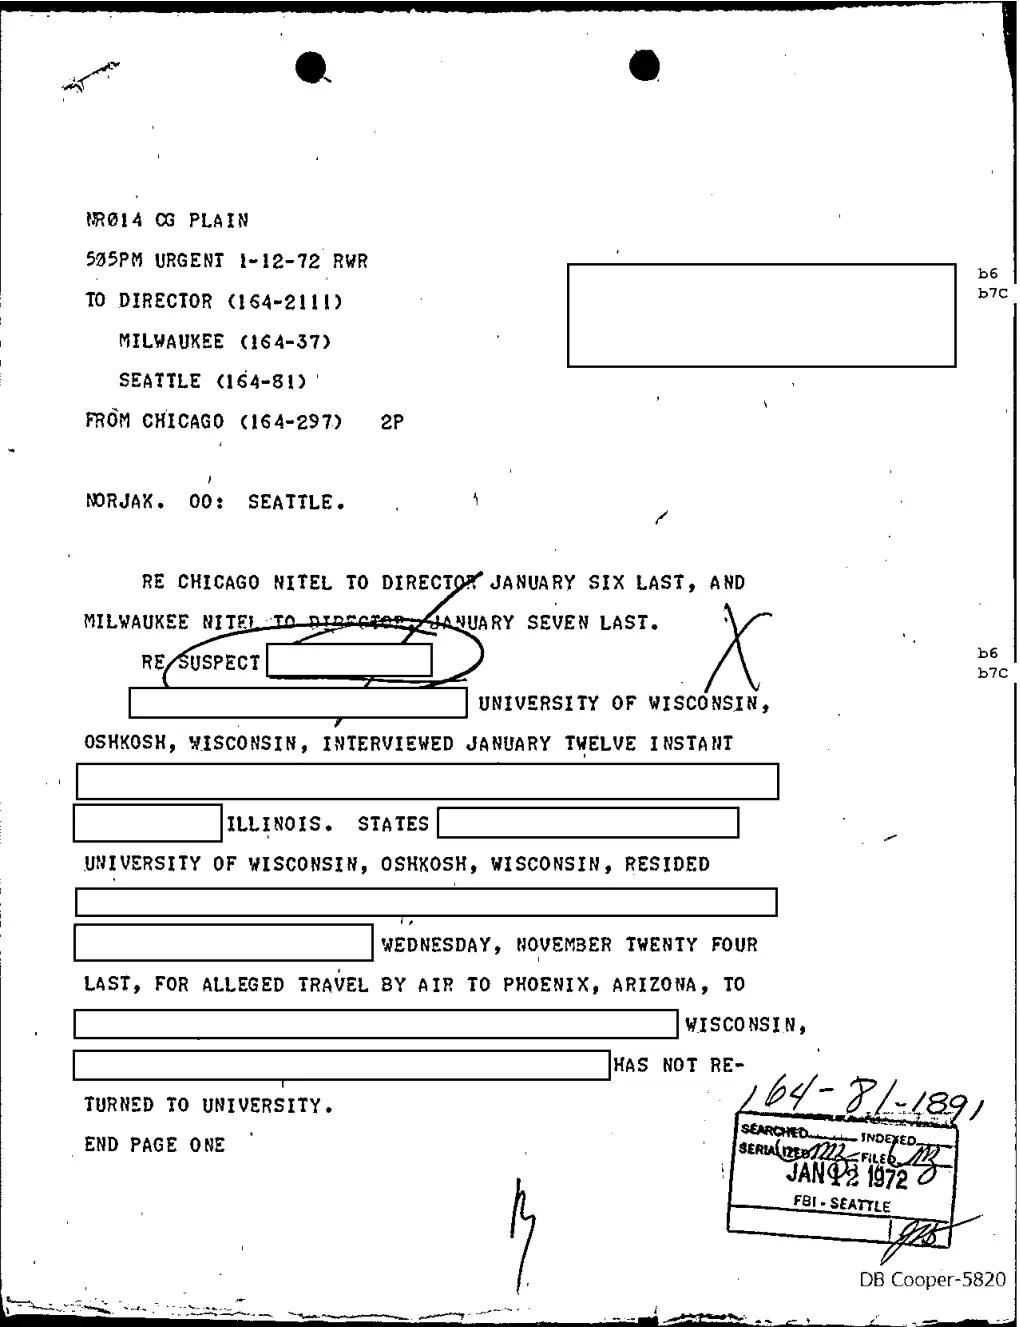 NR014 CG PLAIN
505PM URGENT 1-12-72 RWR
TO DIRECTOR (164-2111)
MILWAUKEE (164-37)
SEATTLE (164-81)
FROM CHICAGO (164-297) 2P
b6
b7C
NORJAK. OO: SEATTLE.
RE CHICAGO NITEL TO DIRECTOR JANUARY SIX LAST, AND
MILWAUKEE NITEL TO DIRECTOR, JANUARY SEVEN LAST.
RE SUSPECT
b6
b7C
UNIVERSITY OF WISCONSIN,
OSHKOSH, WISCONSIN, INTERVIEWED JANUARY TWELVE INSTANT
ILLINOIS. STATES
UNIVERSITY OF WISCONSIN, OSHKOSH, WISCONSIN, RESIDED
WEDNESDAY, NOVEMBER TWENTY FOUR
LAST, FOR ALLEGED TRAVEL BY AIR TO PHOENIX, ARIZONA, TO
WISCONSIN,
HAS NOT RE-
TURNED TO UNIVERSITY.
END PAGE ONE
164-81-1891
SEARCHED INDEXED
SERIALIZED FILED
JAN 12 1972
FBI - SEATTLE
DB Cooper-5820